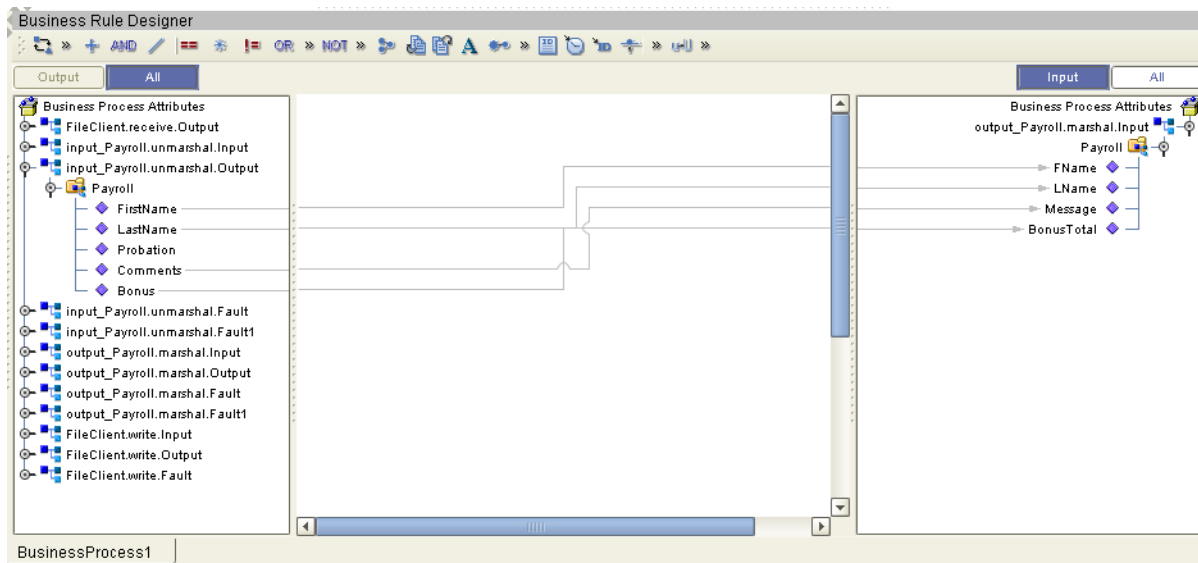 Business Rule Designer
» AND == != OR » NOT » A » » »
Output All Input All
Business Process Attributes
FileClient.receive.Output
input_Payroll.unmarshal.Input
input_Payroll.unmarshal.Output
Payroll
FirstName
LastName
Probation
Comments
Bonus
input_Payroll.unmarshal.Fault
input_Payroll.unmarshal.Fault1
output_Payroll.marshal.Input
output_Payroll.marshal.Output
output_Payroll.marshal.Fault
output_Payroll.marshal.Fault1
FileClient.write.Input
FileClient.write.Output
FileClient.write.Fault
Business Process Attributes
output_Payroll.marshal.Input
Payroll
FName
LName
Message
BonusTotal
BusinessProcess1